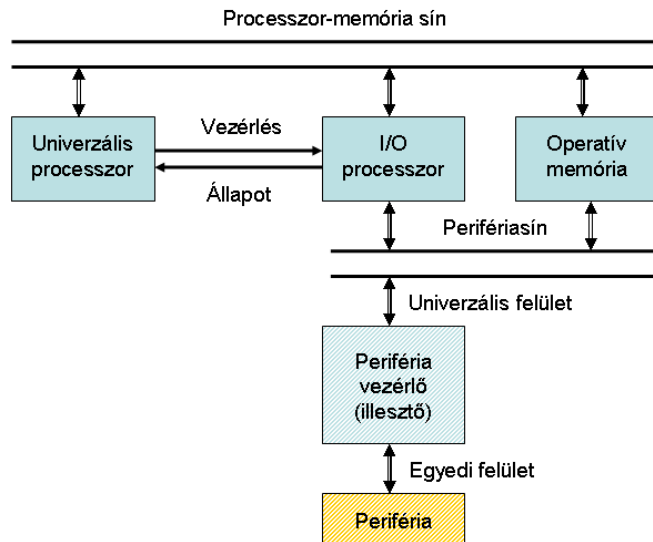 Processzor-memória sín
Univerzális
processzor
Vezérlés
Állapot
I/O
processzor
Operatív
memória
Perifériasín
Univerzális felület
Periféria
vezérlő
(illesztő)
Egyedi felület
Periféria